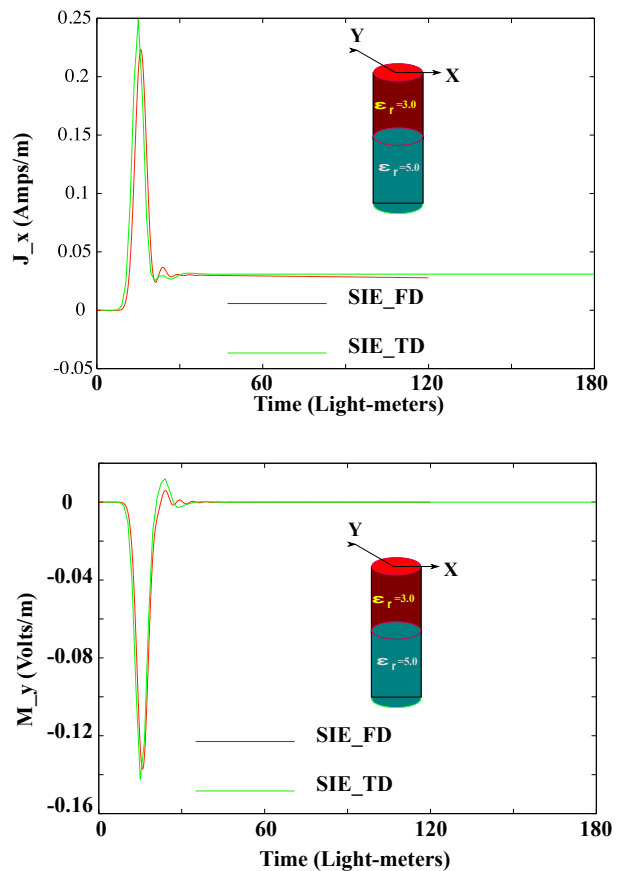 0.25
0.2
0.15
0.1
0.05
0
-0.05
J_x (Amps/m)
Y
X
ε r =3.0
ε r =5.0
SIE_FD
SIE_TD
0
60
120
180
Time (Light-meters)
0
-0.04
-0.08
-0.12
-0.16
M_y (Volts/m)
Y
X
ε r =3.0
ε r =5.0
SIE_FD
SIE_TD
0
60
120
180
Time (Light-meters)